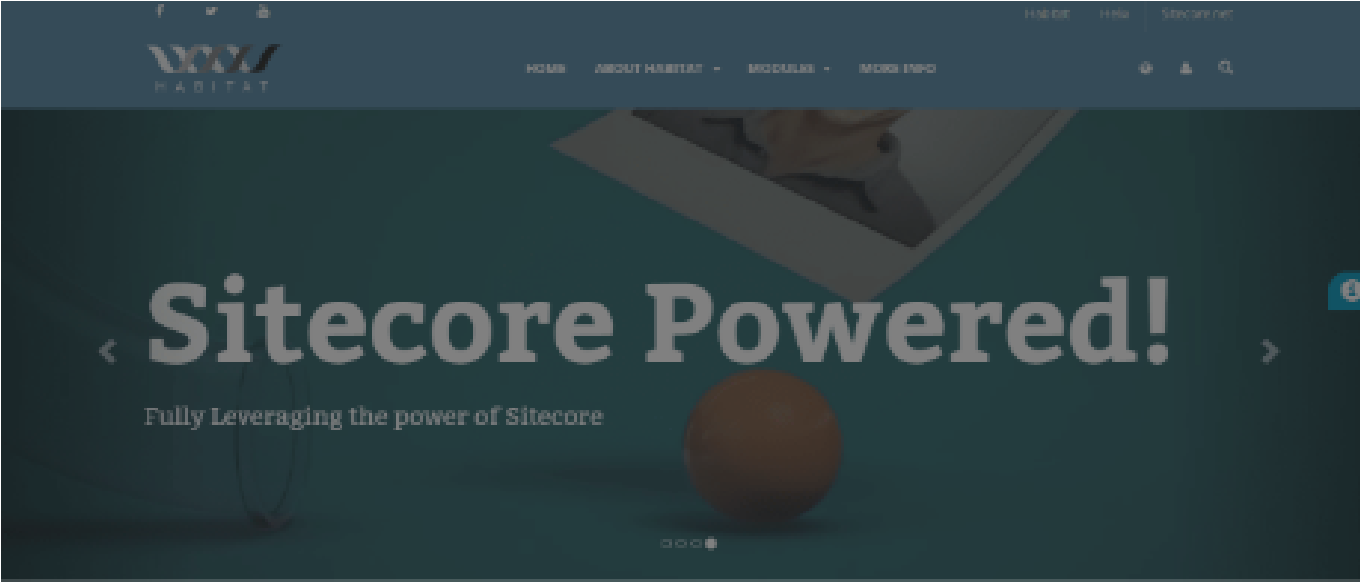 Habitat Help Sitecore.net
HABITAT
HOME ABOUT HABITAT MODULES MORE INFO
Sitecore Powered!
Fully Leveraging the power of Sitecore